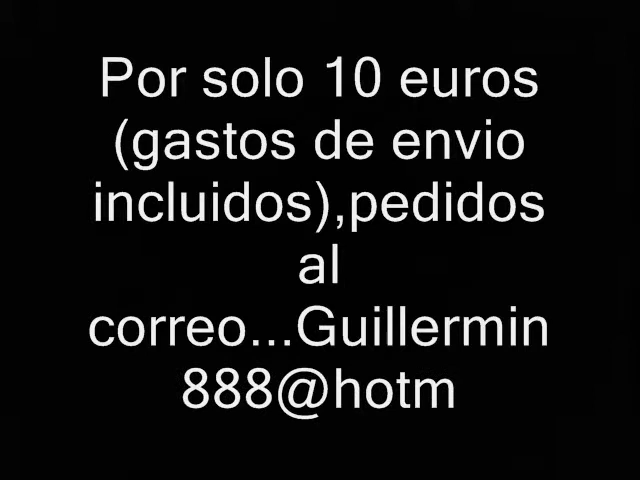 Por solo 10 euros
(gastos de envio
incluidos),pedidos
al
correo...Guillermin
888@hotm